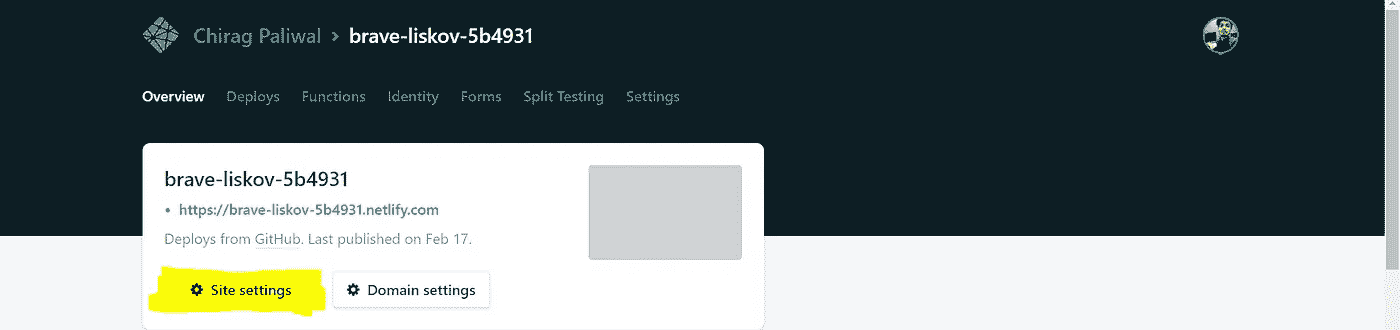 Chirag Paliwal > brave-liskov-5b4931
Overview Deploys Functions Identity Forms Split Testing Settings
brave-liskov-5b4931
• https://brave-liskov-5b4931.netlify.com
Deploys from GitHub. Last published on Feb 17.
Site settings Domain settings